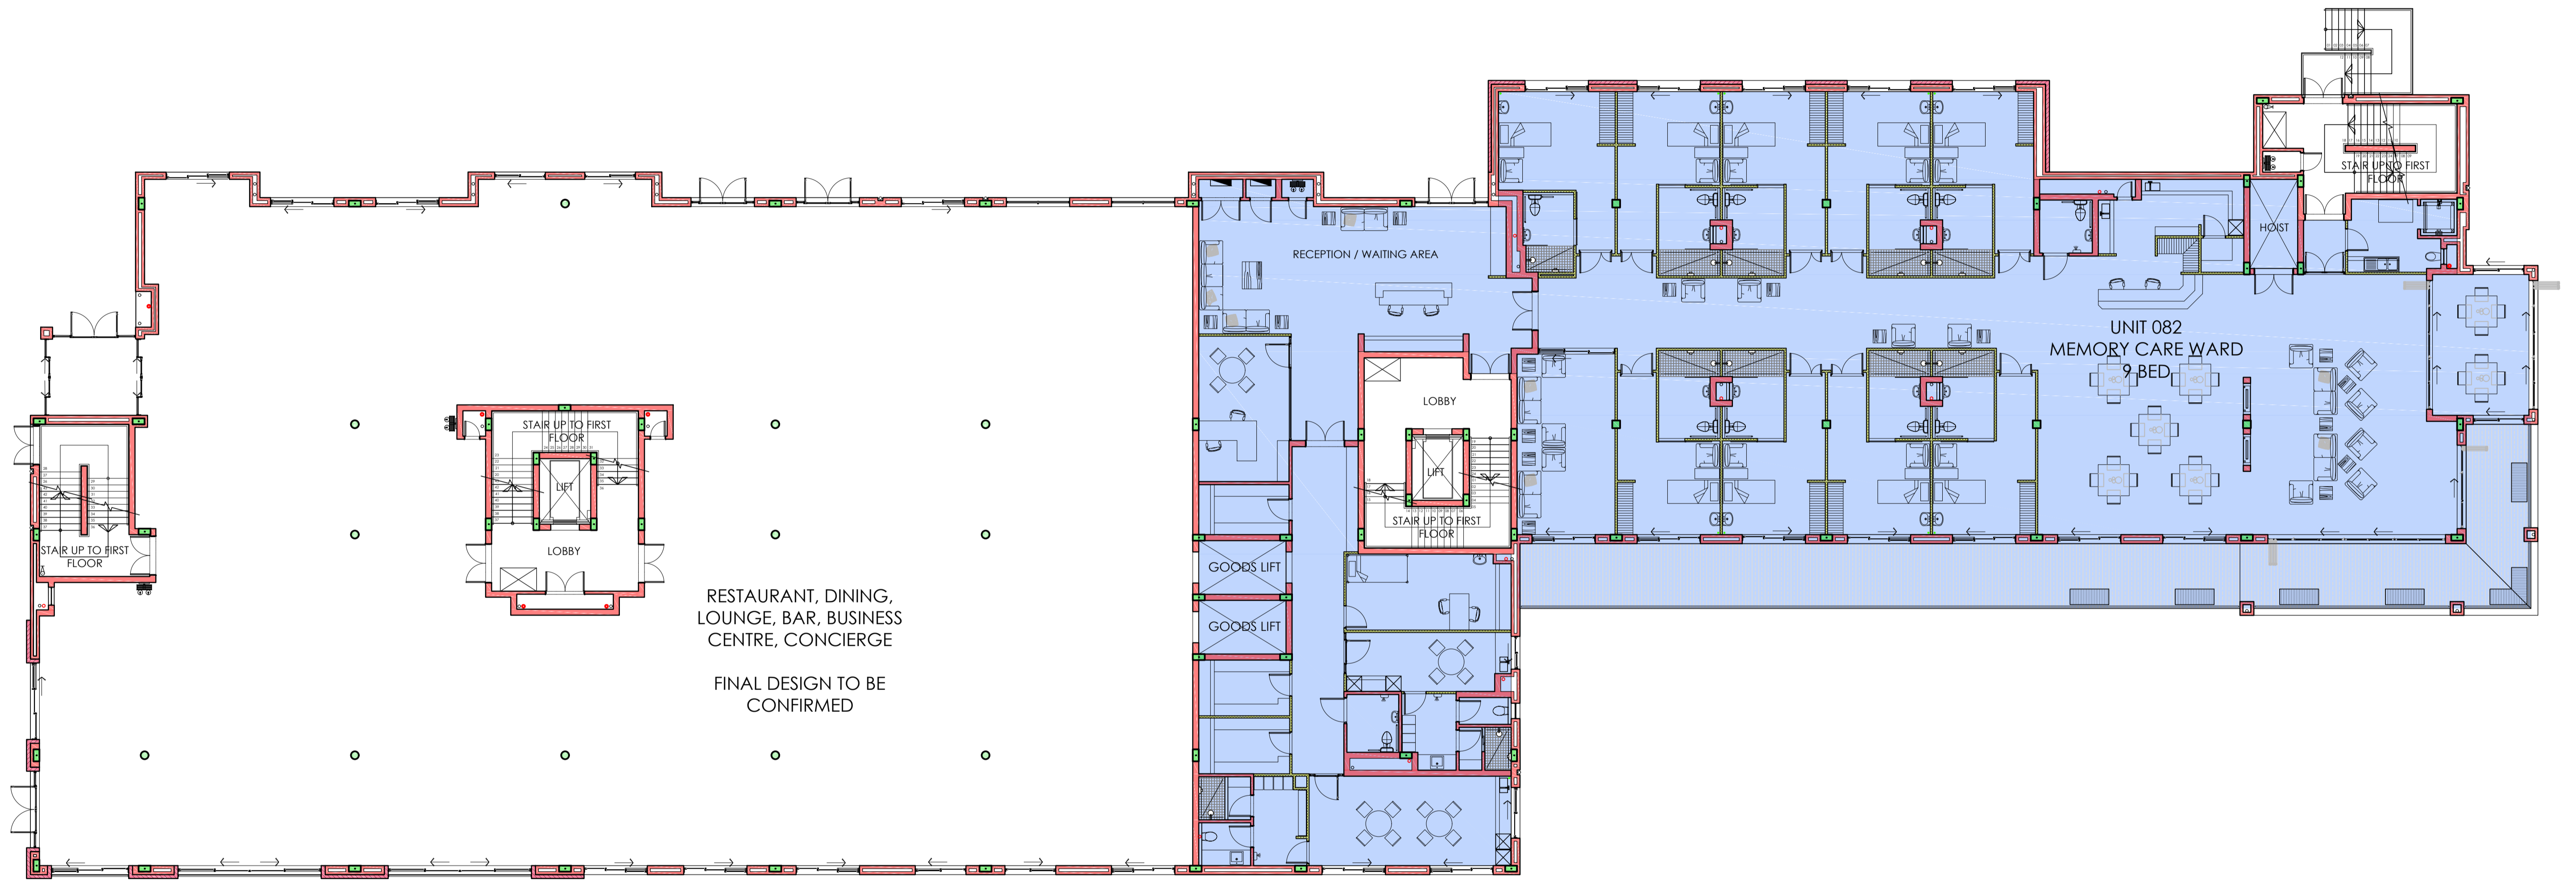 STAIR UP TO FIRST
FLOOR
RECEPTION / WAITING AREA
HOIST
UNIT 082
MEMORY CARE WARD
9 BED
LOBBY
STAIR UP TO FIRST
FLOOR
LIFT
LOBBY
LIFT
STAIR UP TO FIRST
FLOOR
STAIR UP TO FIRST
FLOOR
GOODS LIFT
GOODS LIFT
RESTAURANT, DINING,
LOUNGE, BAR, BUSINESS
CENTRE, CONCIERGE
FINAL DESIGN TO BE
CONFIRMED